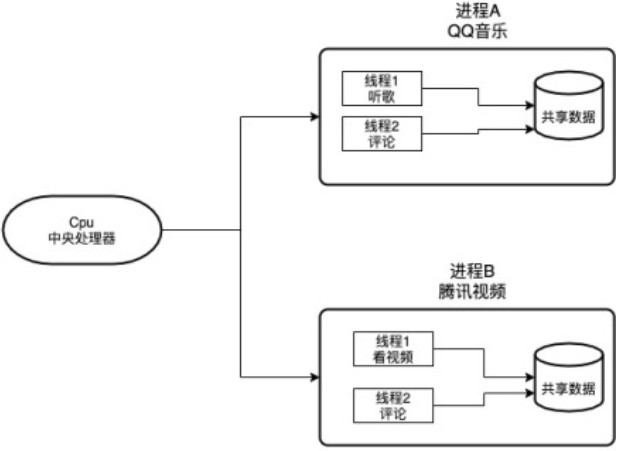 进程A
QQ音乐
线程1
听歌
线程2
评论
共享数据
Cpu
中央处理器
进程B
腾讯视频
线程1
看视频
线程2
评论
共享数据